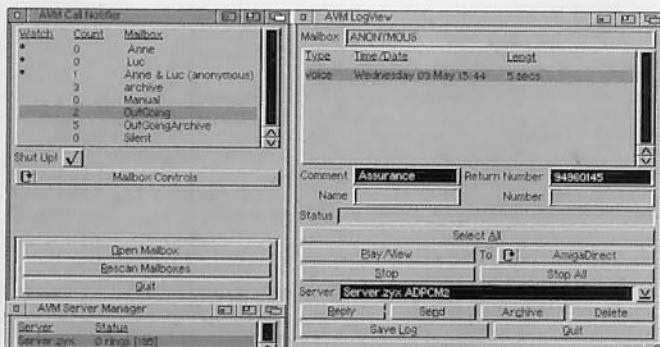 AVM Call Notifier
Watch Count Mailbox
* 0 Anne
* 0 Luc
* 1 Anne & Luc (anonymous)
3 archive
0 Manual
2 OutGoing
5 OutGoingArchive
0 Silent
Shut Up!
Mailbox Controls
Open Mailbox
Rescan Mailboxes
Quit
AVM Server Manager
Server Status
Server.zyx 0 rings
AVM LogView
Mailbox ANONYMOUS
Type Time/Date Lengt
voice Wednesday 03 May 15:44 5 secs
Comment Assurance Return Number 94960145
Name Number
Status
Select All
Play/View To AmigaDirect
Stop Stop All
Server Server.zyx ADPCM2
Reply Send Archive Delete
Save Log Quit